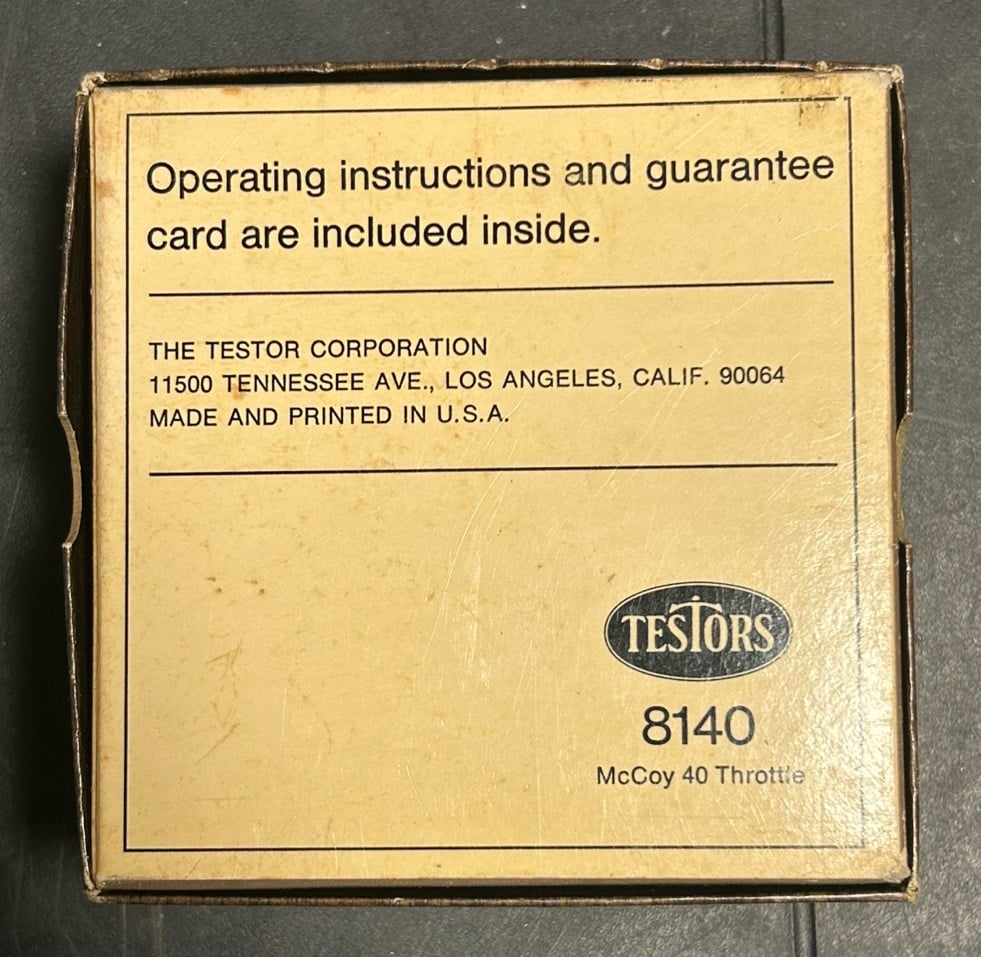 Operating instructions and guarantee
card are included inside.
THE TESTOR CORPORATION
11500 TENNESSEE AVE., LOS ANGELES, CALIF. 90064
MADE AND PRINTED IN U.S.A.
TESTORS
8140
McCoy 40 Throttle